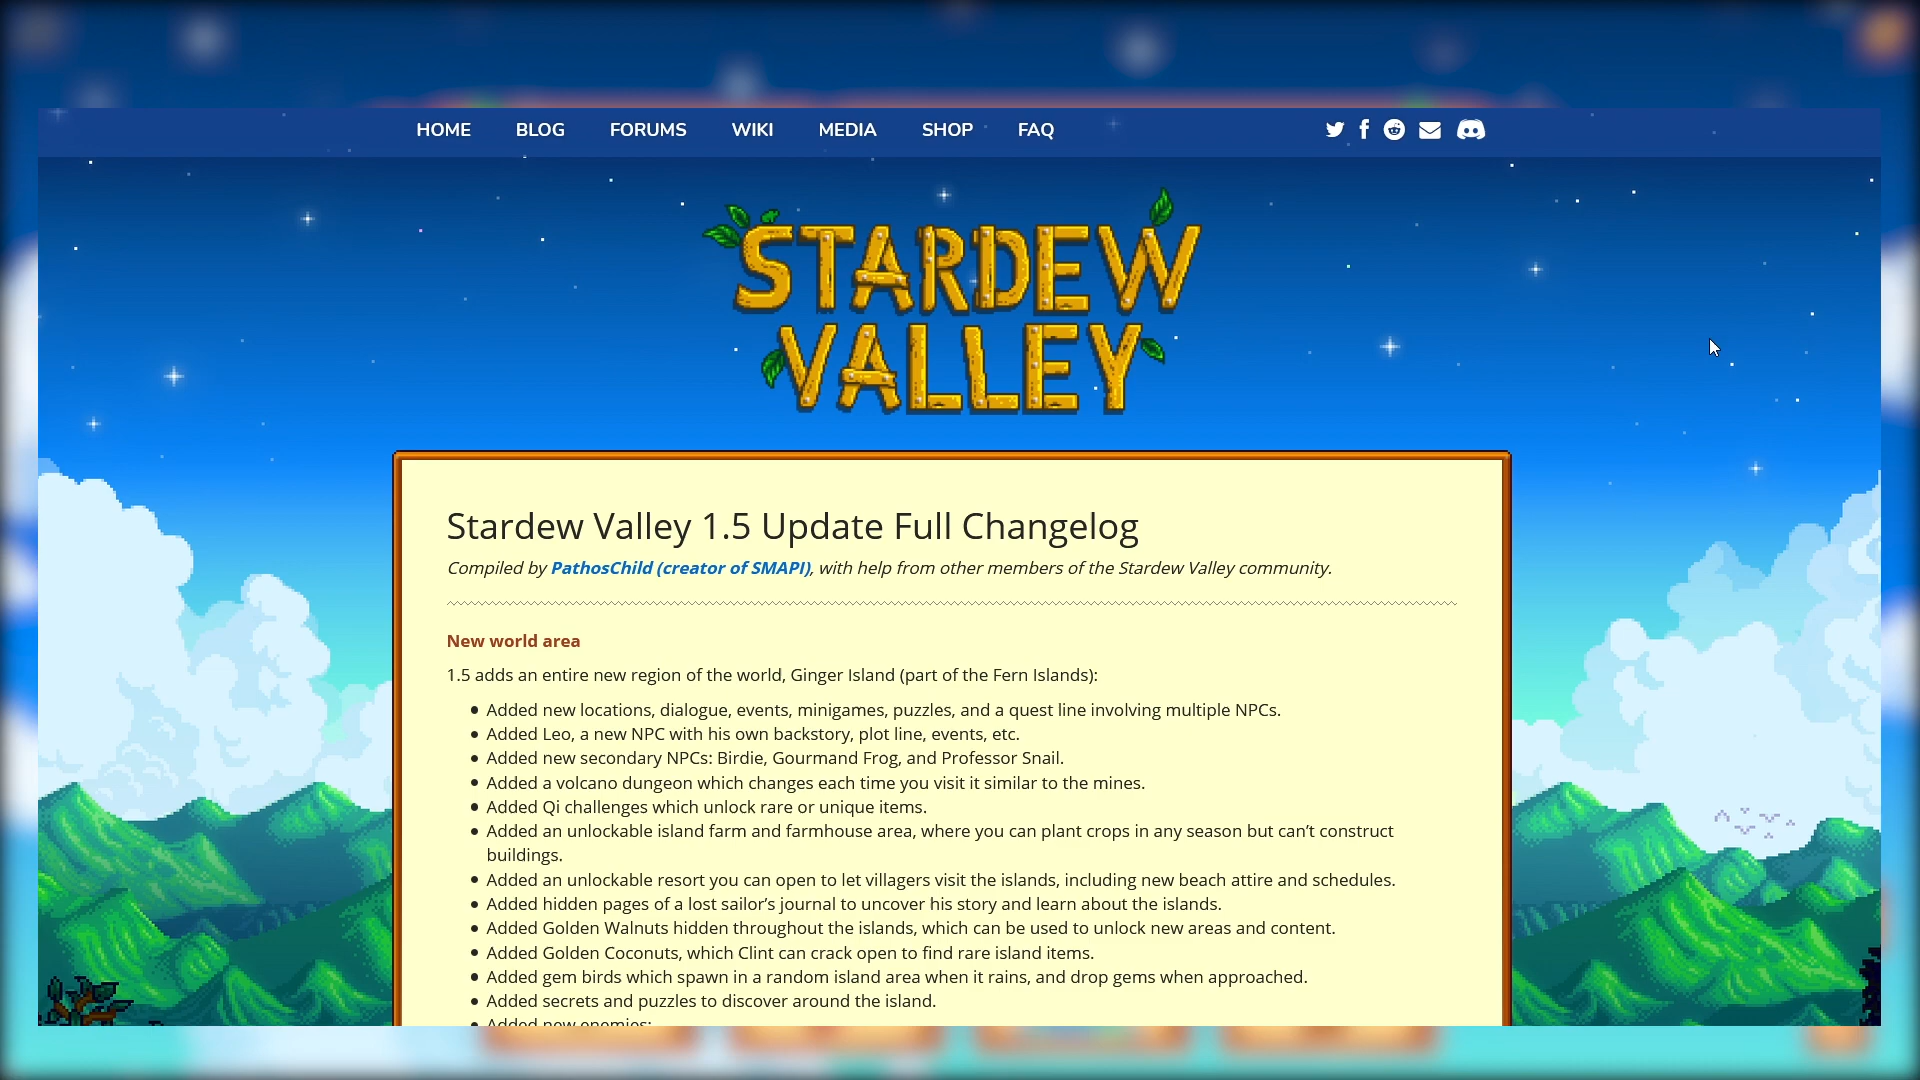 HOME BLOG FORUMS WIKI MEDIA SHOP FAQ
STARDEW
VALLEY
Stardew Valley 1.5 Update Full Changelog
Compiled by PathosChild (creator of SMAPI), with help from other members of the Stardew Valley community.
New world area
1.5 adds an entire new region of the world, Ginger Island (part of the Fern Islands):
Added new locations, dialogue, events, minigames, puzzles, and a quest line involving multiple NPCs.
Added Leo, a new NPC with his own backstory, plot line, events, etc.
Added new secondary NPCs: Birdie, Gourmand Frog, and Professor Snail.
Added a volcano dungeon which changes each time you visit it similar to the mines.
Added Qi challenges which unlock rare or unique items.
Added an unlockable island farm and farmhouse area, where you can plant crops in any season but can’t construct
buildings.
Added an unlockable resort you can open to let villagers visit the islands, including new beach attire and schedules.
Added hidden pages of a lost sailor’s journal to uncover his story and learn about the islands.
Added Golden Walnuts hidden throughout the islands, which can be used to unlock new areas and content.
Added Golden Coconuts, which Clint can crack open to find rare island items.
Added gem birds which spawn in a random island area when it rains, and drop gems when approached.
Added secrets and puzzles to discover around the island.
Added new enemies: